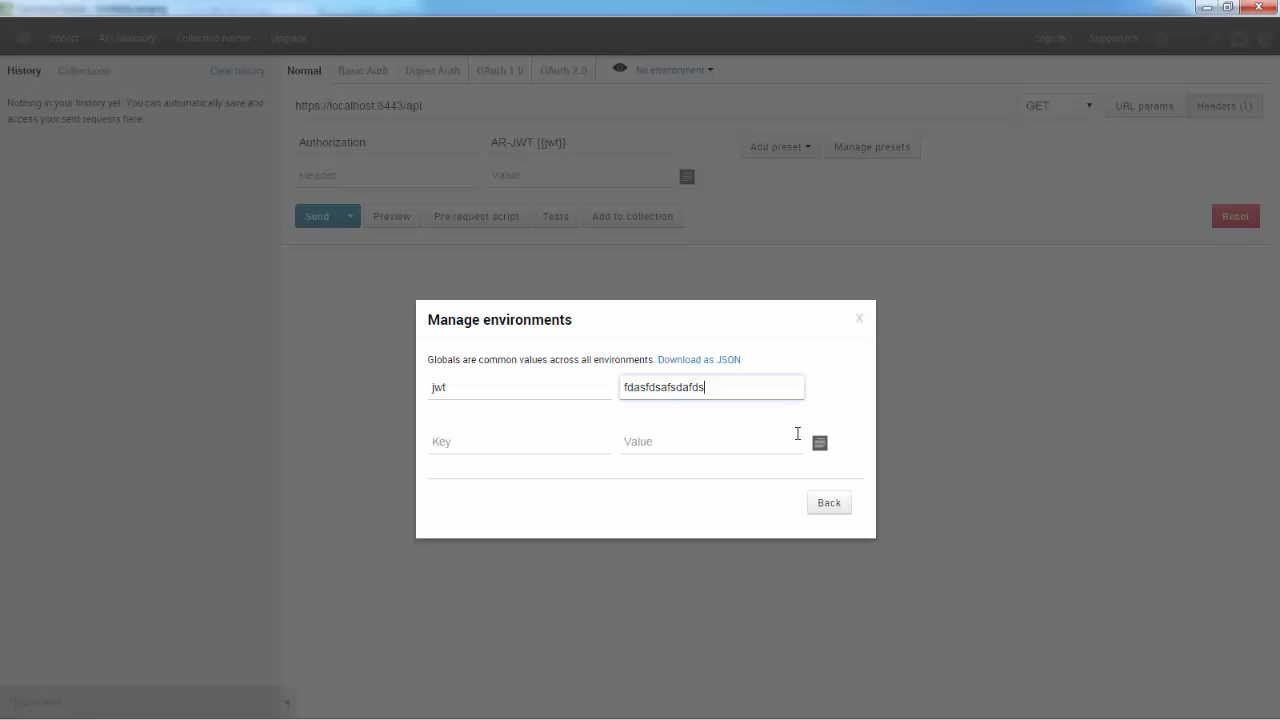 Import
API Directory
Collection runner
Upgrade
Sign in
Supporters
History
Collections
Clear history
Nothing in your history yet. You can automatically save and
access your sent requests here.
Normal
Basic Auth
Digest Auth
OAuth 1.0
OAuth 2.0
No environment
https://localhost:8443/api
GET
URL params
Headers (1)
Authorization
AR-JWT {{jwt}}
Add preset
Manage presets
Header
Value
Send
Preview
Pre-request script
Tests
Add to collection
Reset
Manage environments
x
Globals are common values across all environments. Download as JSON
jwt
fdasfdsafsdafds
Key
Value
Back